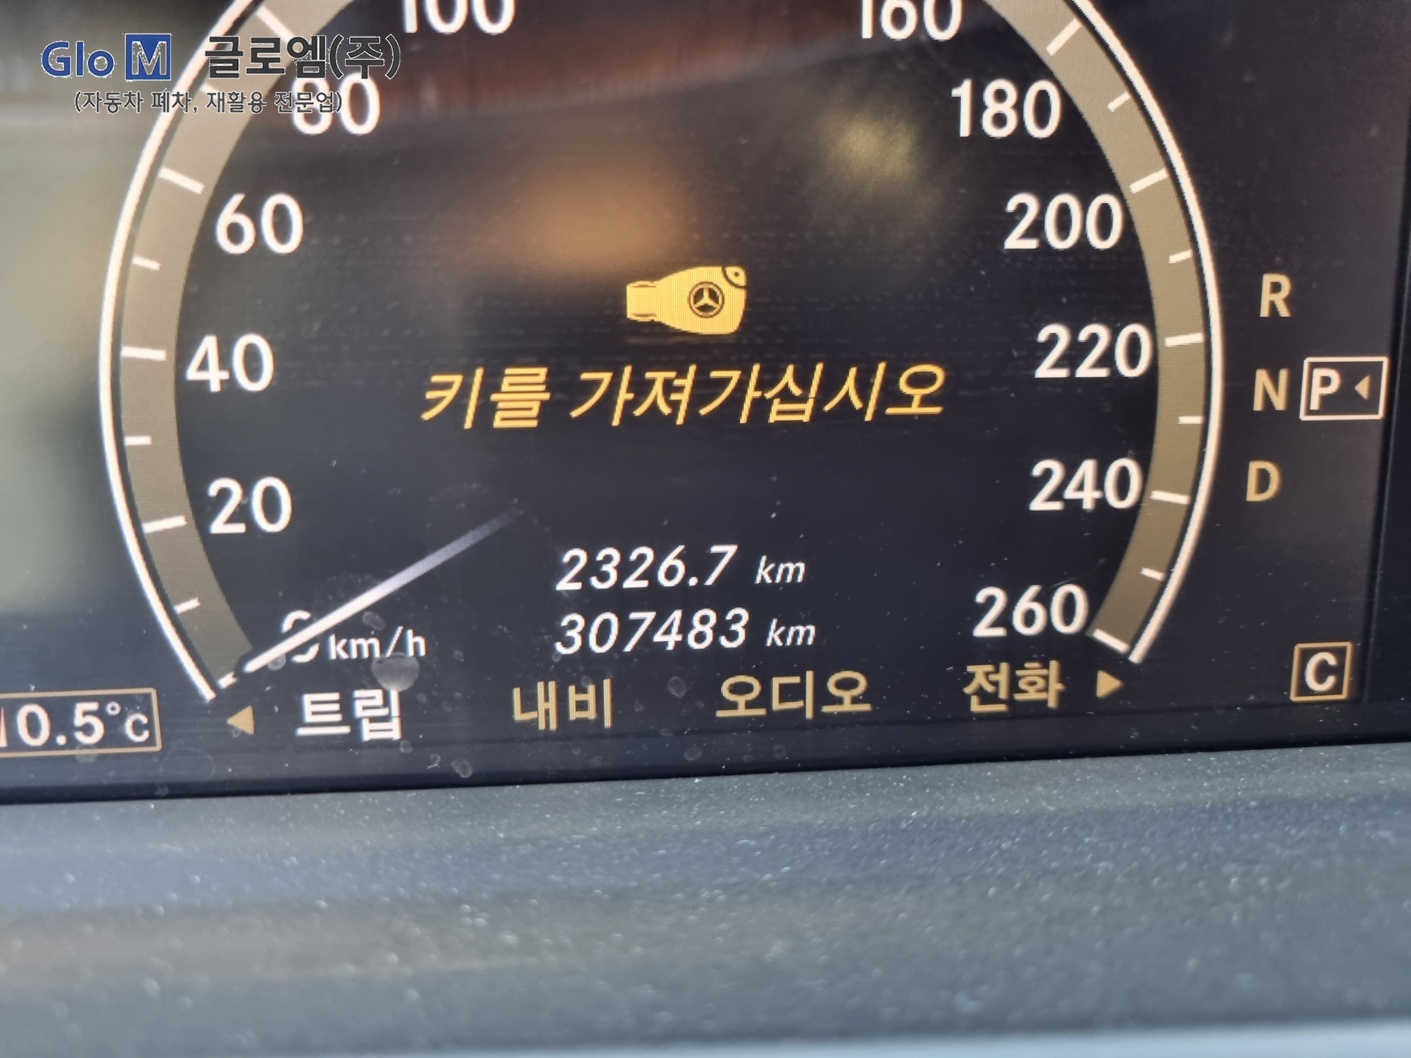 Glo M 글로엠(주)
(자동차 폐차, 재활용 전문업)
100
160
80
180
60
200
R
40
키를 가져가십시오
220
N P
20
240
D
2326.7 km
307483 km
260
0 km/h
C
10.5°C
트립 내비 오디오 전화